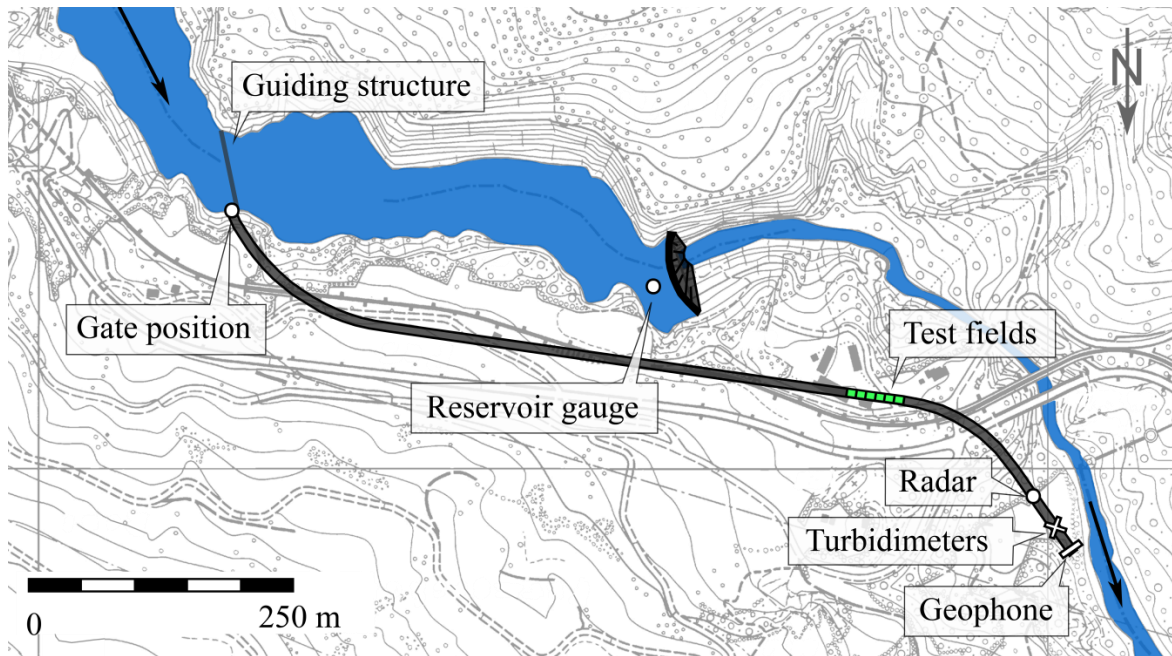 Guiding structure
N
Gate position
Reservoir gauge
Test fields
Radar
Turbidimeters
Geophone
0
250 m